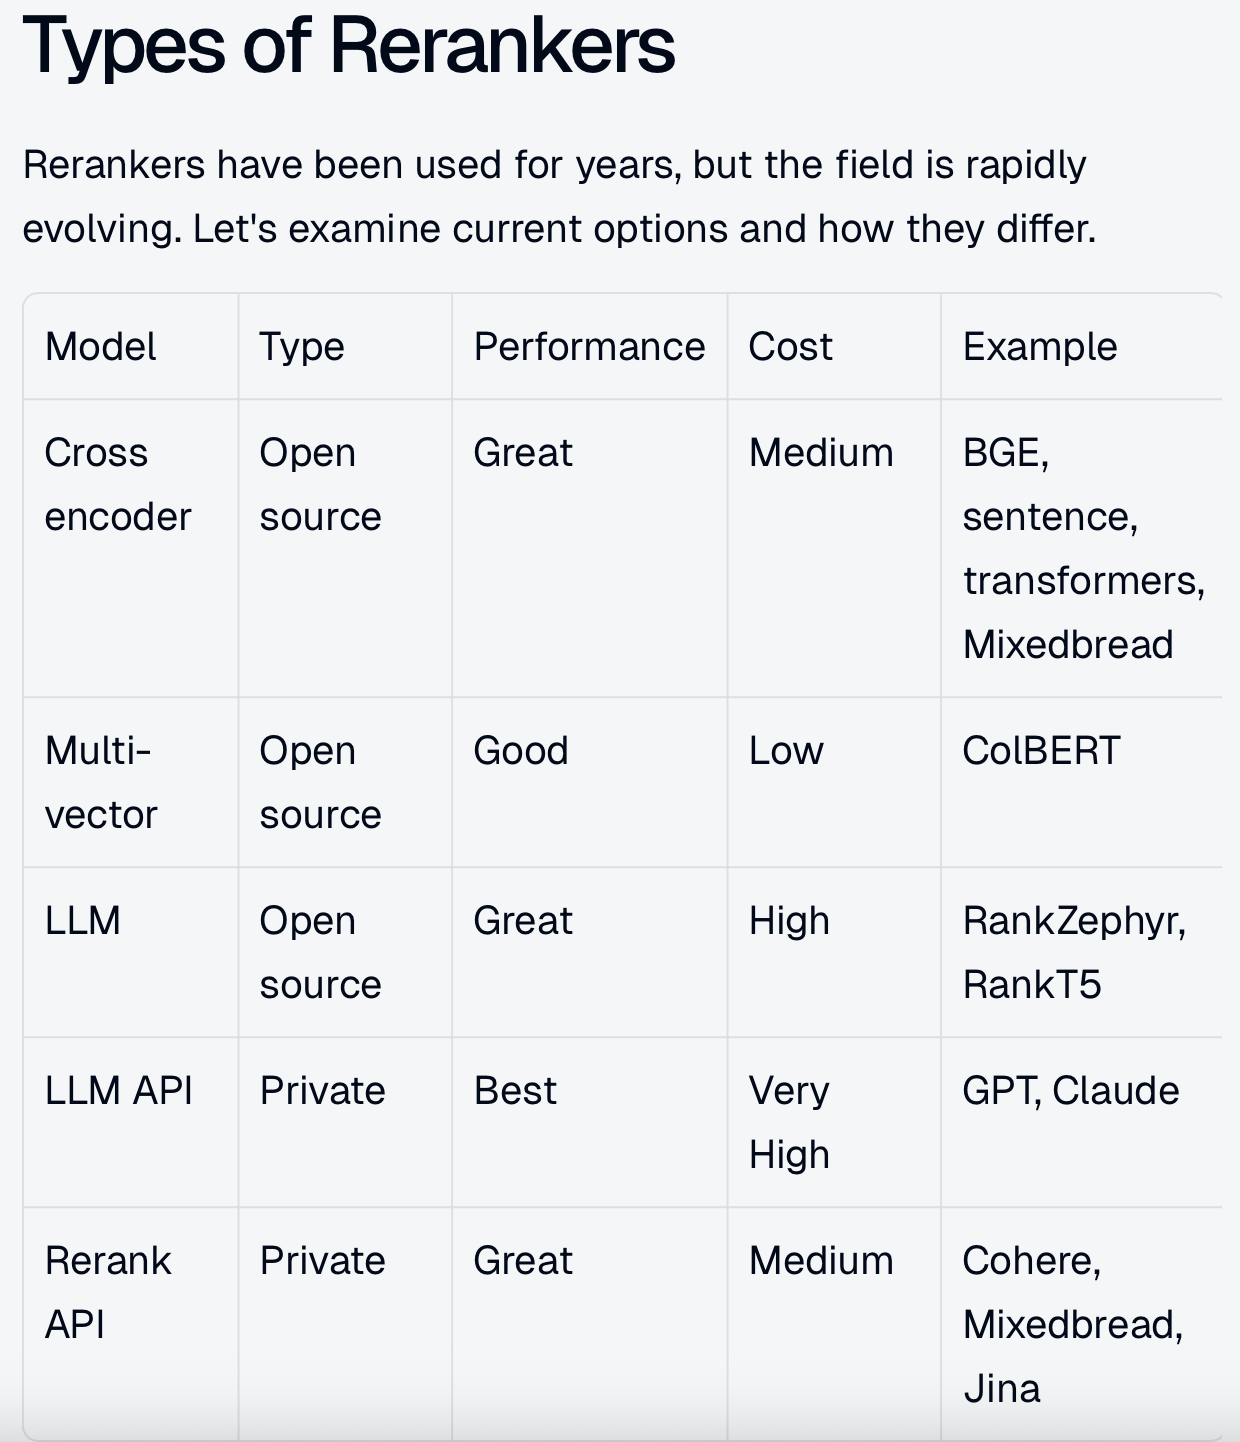 Types of Rerankers
Rerankers have been used for years, but the field is rapidly
evolving. Let's examine current options and how they differ.
Model Type Performance Cost Example
Cross Open Great Medium BGE,
encoder source sentence,
transformers,
Mixedbread
Multi- Open Good Low ColBERT
vector source
LLM Open Great High RankZephyr,
source RankT5
LLM API Private Best Very GPT, Claude
High
Rerank Private Great Medium Cohere,
API Mixedbread,
Jina